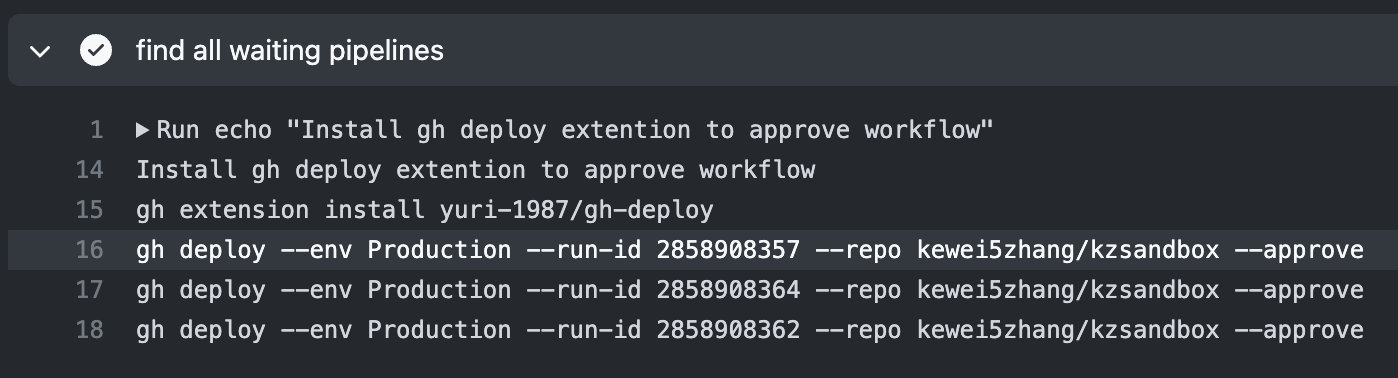 find all waiting pipelines
1 ▶ Run echo "Install gh deploy extention to approve workflow"
14 Install gh deploy extention to approve workflow
15 gh extension install yuri-1987/gh-deploy
16 gh deploy --env Production --run-id 2858908357 --repo kewei5zhang/kzsandbox --approve
17 gh deploy --env Production --run-id 2858908364 --repo kewei5zhang/kzsandbox --approve
18 gh deploy --env Production --run-id 2858908362 --repo kewei5zhang/kzsandbox --approve